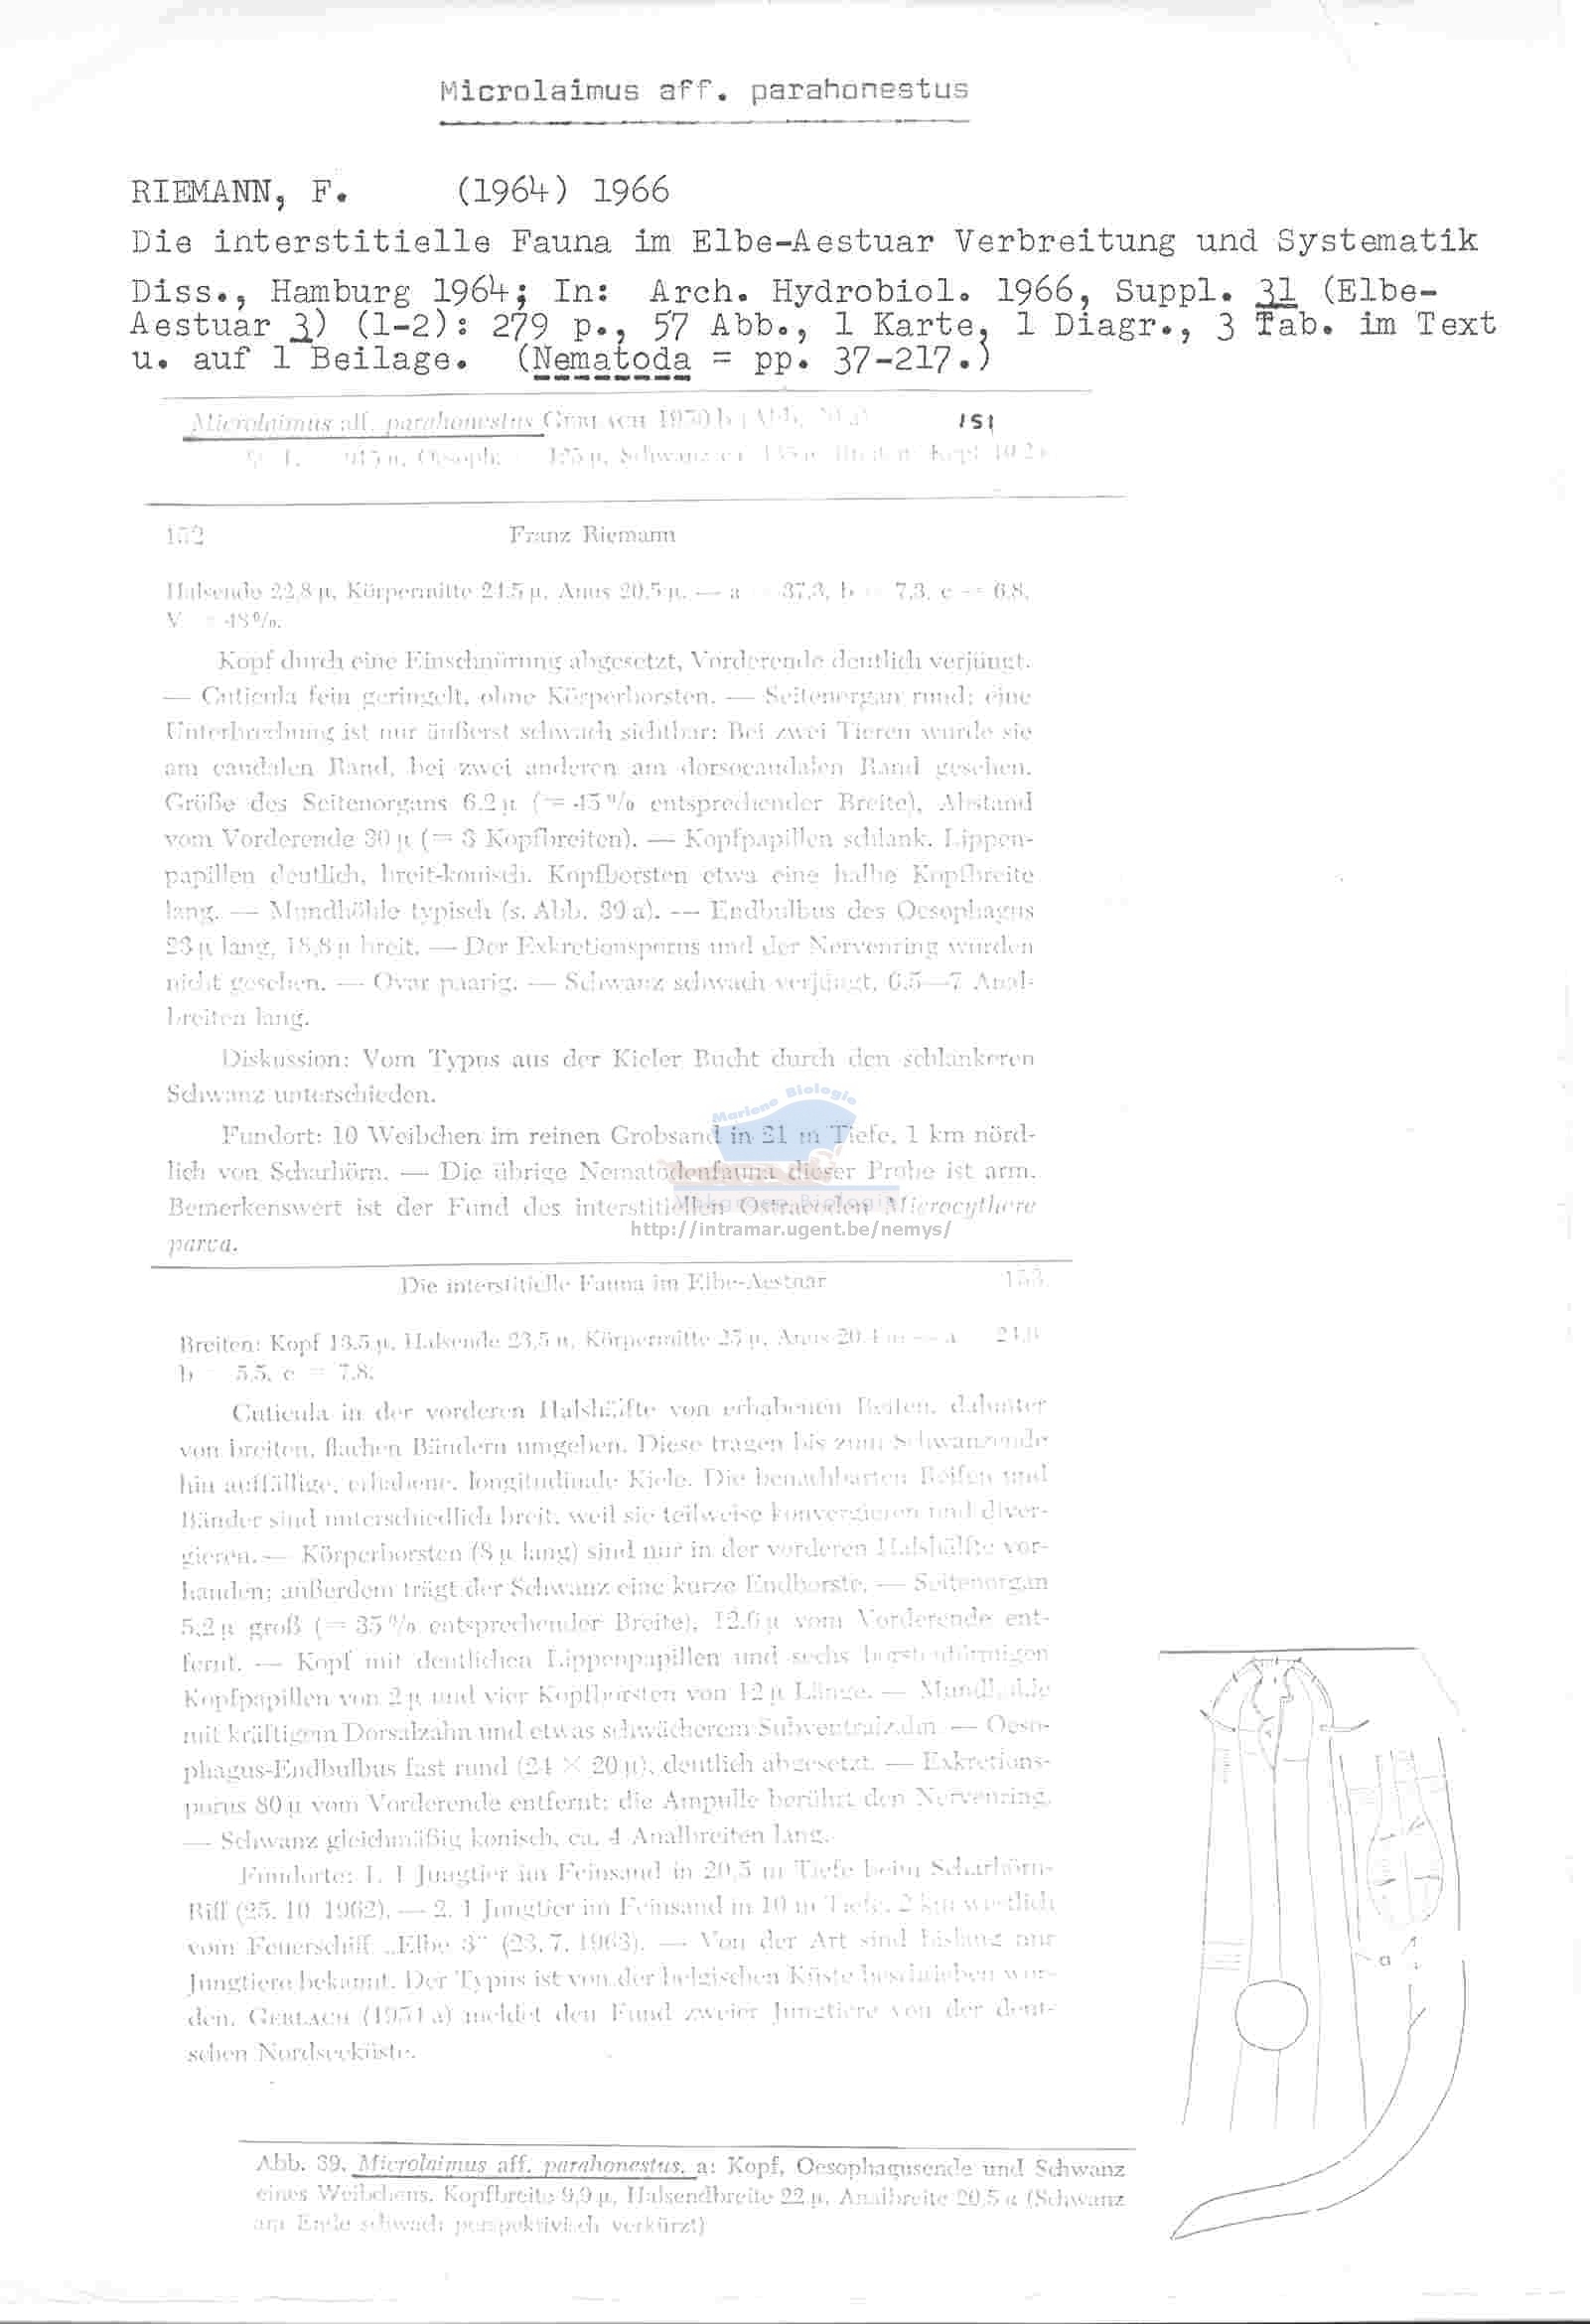 Microlaimus aff. parahonestus
RIEMANN, F. (1964) 1966
Die interstitielle Fauna im Elbe-Aestuar Verbreitung und Systematik
Diss., Hamburg 1964; In: Arch. Hydrobiol. 1966, Suppl. 31 (Elbe-
Aestuar 3) (1-2): 279 p., 57 Abb., 1 Karte, 1 Diagr., 3 Tab. im Text
u. auf 1 Beilage. (Nematoda = pp. 37-217.)
Microlaimus aff. parahonestus GERLACH 1950 b (Abb. 39 a) 151
Oesoph. Kopf 10.2
152 Franz Riemann
Halsende 22,8 µ, Körpermitte 24.5 µ, Anus 20.5 µ. — a = 37,3, b = 7,3, c = 6,8,
V = 48 %.
Kopf durch eine Einschnürung abgesetzt, Vorderende deutlich verjüngt.
— Cuticula fein geringelt, ohne Körperborsten. — Seitenorgan rund; eine
Unterbrechung ist nur äußerst schwach sichtbar: Bei zwei Tieren wurde sie
am caudalen Rand, bei zwei anderen am dorsocaudalen Rand gesehen.
Größe des Seitenorgans 6.2 µ (= 45 % entsprechender Breite), Abstand
vom Vorderende 30 µ (= 3 Kopfbreiten). — Kopfpapillen schlank. Lippen-
papillen deutlich, breit-konisch. Kopfborsten etwa eine halbe Kopfbreite
lang. — Mundhöhle typisch (s. Abb. 39 a). — Endbulbus des Oesophagus
23 µ lang, 18,8 µ breit. — Der Exkretionsporus und der Nervenring wurden
nicht gesehen. — Ovar paarig. — Schwanz schwach verjüngt, 6.5—7 Anal-
breiten lang.
Diskussion: Vom Typus aus der Kieler Bucht durch den schlankeren
Schwanz unterschieden.
Fundort: 10 Weibchen im reinen Grobsand in 21 m Tiefe, 1 km nörd-
lich von Scharhörn. — Die übrige Nematodenfauna dieser Probe ist arm.
Bemerkenswert ist der Fund des interstitiellen Ostracoden Microcythere
parva.
Mariene Biologie
http://intramar.ugent.be/nemys/
Die interstitielle Fauna im Elbe-Aestuar 153
Breiten: Kopf 13.5 µ, Halsende 23,5 µ, Körpermitte 25 µ, Anus 20.4 µ — a = 24,8
b = 5.5, c = 7.8.
Cuticula in der vorderen Halshälfte von erhabenen Reifen, dahinter
von breiten, flachen Bändern umgeben. Diese tragen bis zum Schwanzende
hin auffällige, erhabene, longitudinale Kiele. Die benachbarten Reifen und
Bänder sind unterschiedlich breit, weil sie teilweise konvergieren und diver-
gieren. — Körperborsten (8 µ lang) sind nur in der vorderen Halshälfte vor-
handen; außerdem trägt der Schwanz eine kurze Endborste. — Seitenorgan
5,2 µ groß (= 35 % entsprechender Breite), 12.6 µ vom Vorderende ent-
fernt. — Kopf mit deutlichen Lippenpapillen und sechs borstenförmigen
Kopfpapillen von 2 µ und vier Kopfborsten von 12 µ Länge. — Mundhöhle
mit kräftigem Dorsalzahn und etwas schwächerem Subventralzahn — Oeso-
phagus-Endbulbus fast rund (24 × 20 µ), deutlich abgesetzt. — Exkretions-
porus 80 µ vom Vorderende entfernt; die Ampulle berührt den Nervenring.
— Schwanz gleichmäßig konisch, ca. 4 Analbreiten lang.
Fundorte: 1. 1 Jungtier im Feinsand in 20,5 m Tiefe beim Scharhörn-
Riff (25. 10. 1962). — 2. 1 Jungtier im Feinsand in 10 m Tiefe, 2 km westlich
vom Feuerschiff „Elbe 3“ (23. 7. 1963). — Von der Art sind bislang nur
Jungtiere bekannt. Der Typus ist von der belgischen Küste beschrieben wor-
den. GERLACH (1951 a) meldet den Fund zweier Jungtiere von der deut-
schen Nordseeküste.
a
Abb. 39. Microlaimus aff. parahonestus. a: Kopf, Oesophagusende und Schwanz
eines Weibchens. Kopfbreite 9,9 µ, Halsendbreite 22 µ, Analbreite 20,5 µ (Schwanz
am Ende schwach perspektivisch verkürzt)